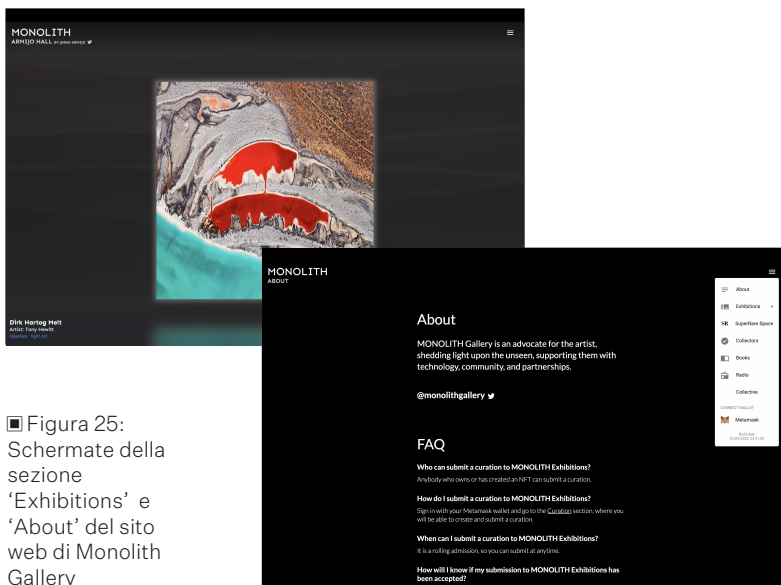 MONOLITH
ARMIJO HALL BY JERAD ARMIJO
Dirk Hartog Melt
Artist: Tony Hewitt
OpenSea
MONOLITH
ABOUT
About
MONOLITH Gallery is an advocate for the artist,
shedding light upon the unseen, supporting them with
technology, community, and partnerships.
@monolithgallery
FAQ
Who can submit a curation to MONOLITH Exhibitions?
Anybody who owns or has created an NFT can submit a curation.
How do I submit a curation to MONOLITH Exhibitions?
Sign in with your Metamask wallet and go to the Curation section, where you
will be able to create and submit a curation.
When can I submit a curation to MONOLITH Exhibitions?
It is a rolling admission, so you can submit at anytime.
How will I know if my submission to MONOLITH Exhibitions has
been accepted?
About
Exhibitions
SR SuperRare Space
Collectors
Books
Radio
Collective
CONNECT WALLET
Metamask
Build date
Figura 25:
Schermate della
sezione
‘Exhibitions’ e
‘About’ del sito
web di Monolith
Gallery